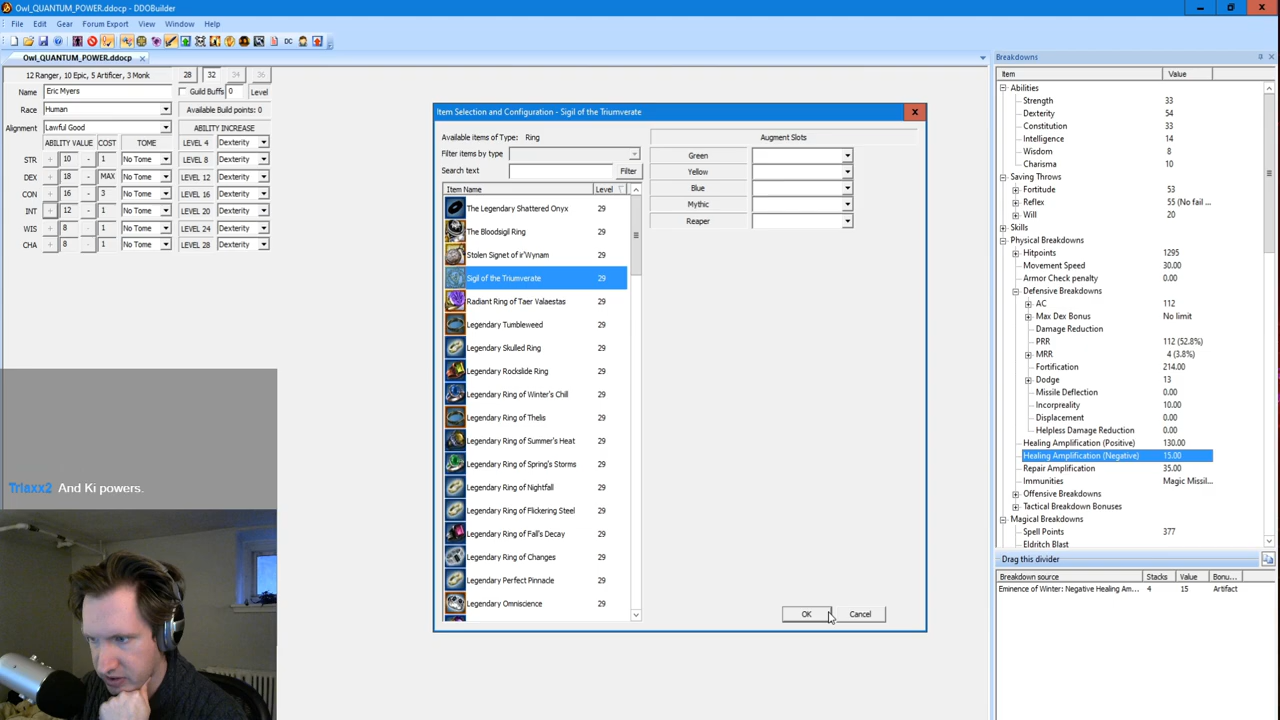 Owl_QUANTUM_POWER.ddocp - DDOBuilder
File Edit Gear Forum Export View Window Help
DC
Owl_QUANTUM_POWER.ddocp
12 Ranger, 10 Epic, 5 Artificer, 3 Monk
28 32 34 36
Name Eric Myers
Guild Buffs 0 Level
Race Human
Available Build points: 0
Alignment Lawful Good
ABILITY INCREASE
ABILITY VALUE COST TOME
LEVEL 4 Dexterity
STR + 10 - 1 No Tome LEVEL 8 Dexterity
DEX + 18 - MAX No Tome LEVEL 12 Dexterity
CON + 16 - 3 No Tome LEVEL 16 Dexterity
INT + 12 - 1 No Tome LEVEL 20 Dexterity
WIS + 8 - 1 No Tome LEVEL 24 Dexterity
CHA + 8 - 1 No Tome LEVEL 28 Dexterity
Triaxx2 And Ki powers.
Item Selection and Configuration - Sigil of the Triumverate
Available items of Type: Ring
Filter items by type
Search text Filter
Item Name Level
The Legendary Shattered Onyx 29
The Bloodsigil Ring 29
Stolen Signet of ir'Wynam 29
Sigil of the Triumverate 29
Radiant Ring of Taer Valaestas 29
Legendary Tumbleweed 29
Legendary Skulled Ring 29
Legendary Rockslide Ring 29
Legendary Ring of Winter's Chill 29
Legendary Ring of Thelis 29
Legendary Ring of Summer's Heat 29
Legendary Ring of Spring's Storms 29
Legendary Ring of Nightfall 29
Legendary Ring of Flickering Steel 29
Legendary Ring of Fall's Decay 29
Legendary Ring of Changes 29
Legendary Perfect Pinnacle 29
Legendary Omniscience 29
Augment Slots
Green
Yellow
Blue
Mythic
Reaper
OK Cancel
Breakdowns
Item Value
Abilities
Strength 33
Dexterity 54
Constitution 33
Intelligence 14
Wisdom 8
Charisma 10
Saving Throws
Fortitude 53
Reflex 55 (No fail ...
Will 20
Skills
Physical Breakdowns
Hitpoints 1295
Movement Speed 30.00
Armor Check penalty 0.00
Defensive Breakdowns
AC 112
Max Dex Bonus No limit
Damage Reduction
PRR 112 (52.8%)
MRR 4 (3.8%)
Fortification 214.00
Dodge 13
Missile Deflection 0.00
Incorpreality 10.00
Displacement 0.00
Helpless Damage Reduction 0.00
Healing Amplification (Positive) 130.00
Healing Amplification (Negative) 15.00
Repair Amplification 35.00
Immunities Magic Missil...
Offensive Breakdowns
Tactical Breakdown Bonuses
Magical Breakdowns
Spell Points 377
Eldritch Blast
Drag this divider
Breakdown source Stacks Value Bonu...
Eminence of Winter: Negative Healing Am... 4 15 Artifact